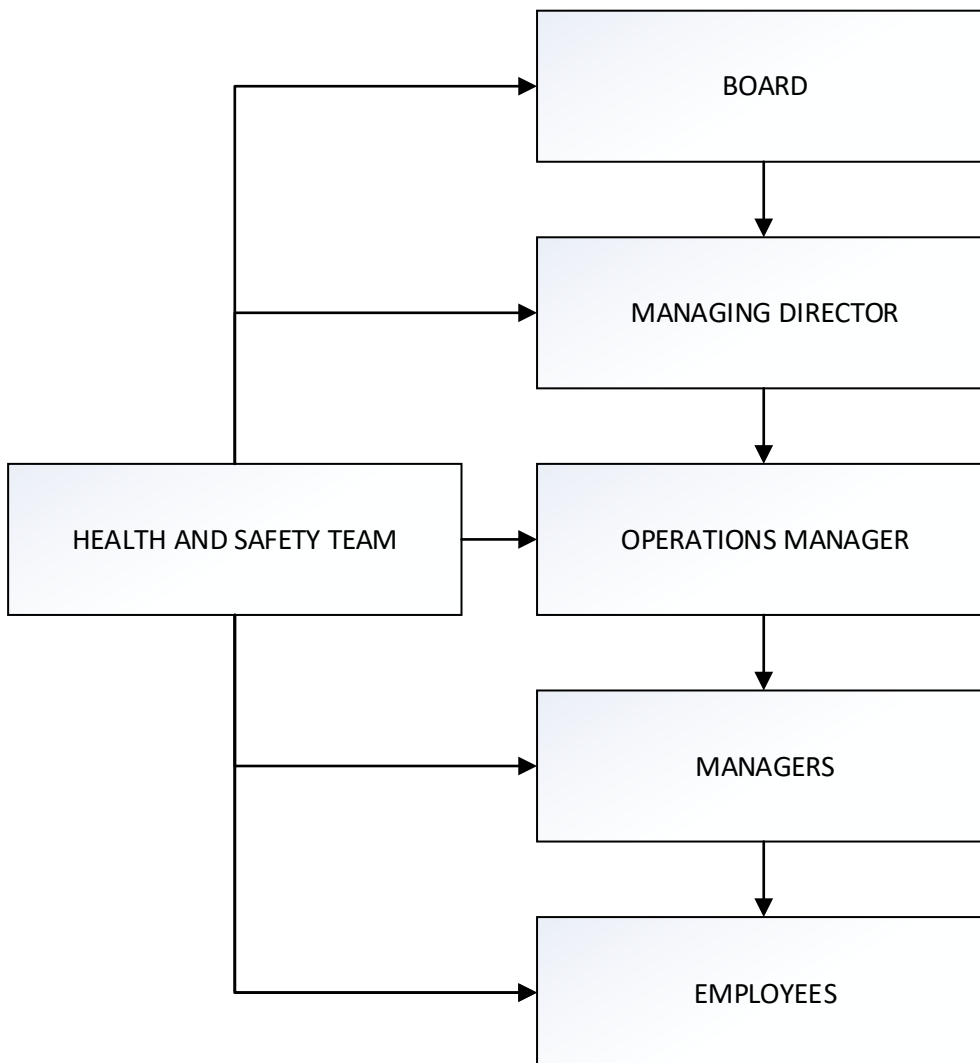 BOARD
MANAGING DIRECTOR
HEALTH AND SAFETY TEAM
OPERATIONS MANAGER
MANAGERS
EMPLOYEES